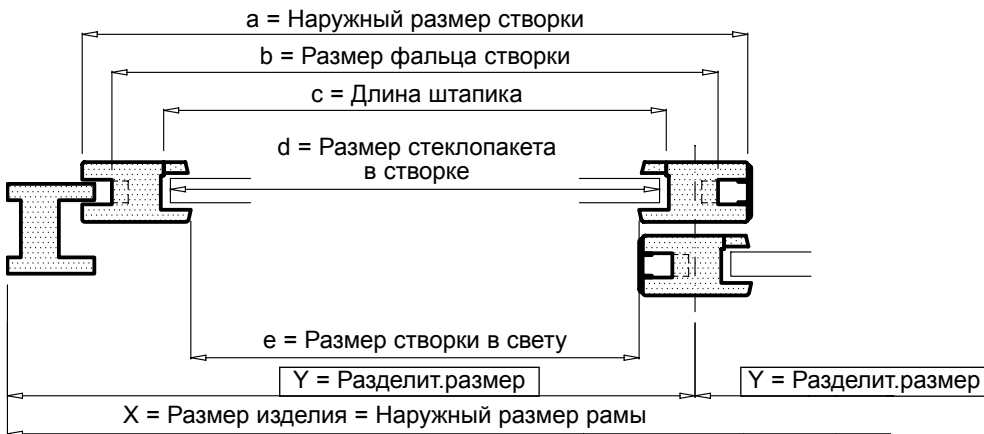 a = Наружный размер створки
b = Размер фальца створки
c = Длина штапика
d = Размер стеклопакета
в створке
e = Размер створки в свету
Y = Разделит.размер
Y = Разделит.размер
X = Размер изделия = Наружный размер рамы